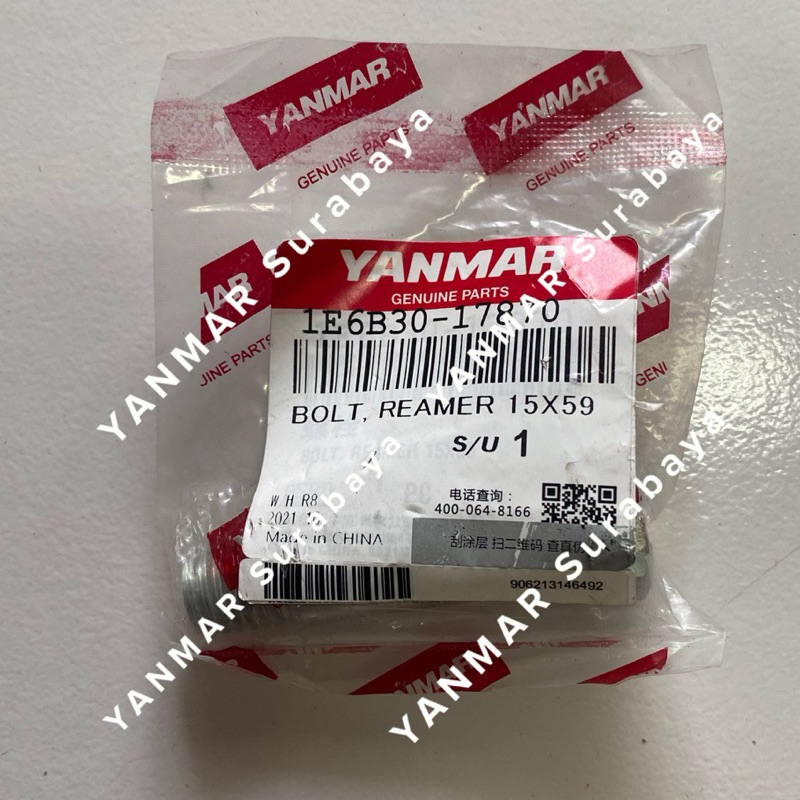 YANMAR
GENUINE PARTS
YANMAR
GENUINE PARTS
YANMAR
GENUINE PARTS
1E6B30-17870
BOLT, REAMER 15X59
S/U 1
W H R8
电话查询：
400-064-8166
2021
Made in CHINA
刮涂层 扫二维码 查真伪
906213146492
YANMAR Surabaya
YANMAR Surabaya
YANMAR Surabaya
YANMAR Surabaya